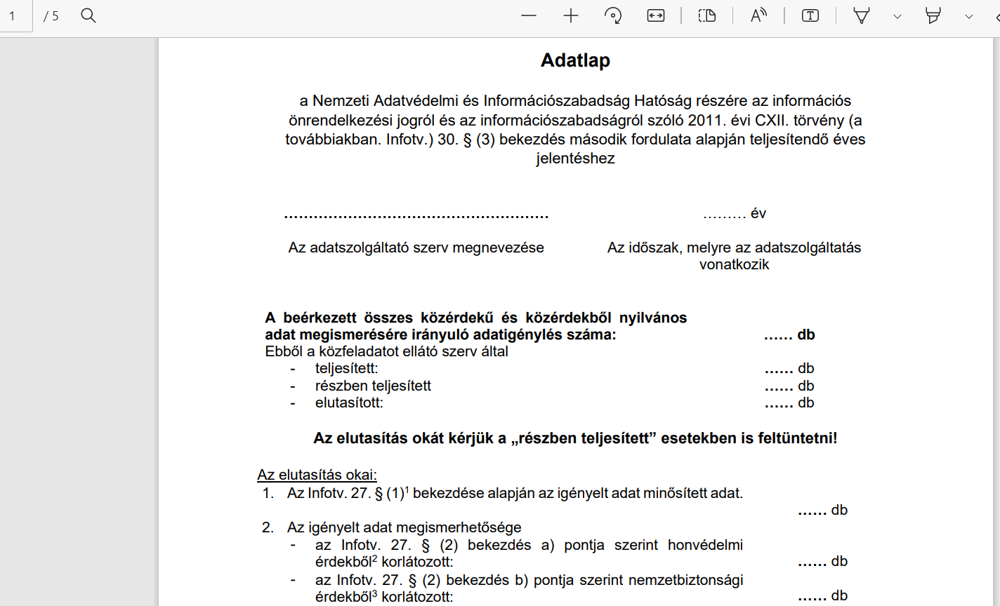 1 / 5
Adatlap
a Nemzeti Adatvédelmi és Információszabadság Hatóság részére az információs
önrendelkezési jogról és az információszabadságról szóló 2011. évi CXII. törvény (a
továbbiakban. Infotv.) 30. § (3) bekezdés második fordulata alapján teljesítendő éves
jelentéshez
...................................................... ......... év
Az adatszolgáltató szerv megnevezése Az időszak, melyre az adatszolgáltatás
vonatkozik
A beérkezett összes közérdekű és közérdekből nyilvános
adat megismerésére irányuló adatigénylés száma: ...... db
Ebből a közfeladatot ellátó szerv által
- teljesített: ...... db
- részben teljesített ...... db
- elutasított: ...... db
Az elutasítás okát kérjük a „részben teljesített” esetekben is feltüntetni!
Az elutasítás okai:
1. Az Infotv. 27. § (1)¹ bekezdése alapján az igényelt adat minősített adat.
...... db
2. Az igényelt adat megismerhetősége
- az Infotv. 27. § (2) bekezdés a) pontja szerint honvédelmi
érdekből² korlátozott: ...... db
- az Infotv. 27. § (2) bekezdés b) pontja szerint nemzetbiztonsági
érdekből³ korlátozott: ...... db